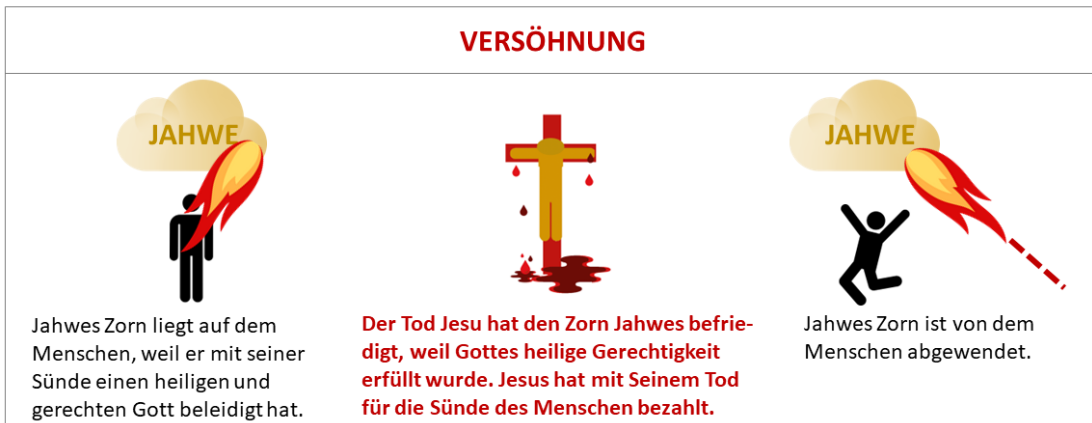 VERSÖHNUNG
JAHWE
Jahwes Zorn liegt auf dem
Menschen, weil er mit seiner
Sünde einen heiligen und
gerechten Gott beleidigt hat.
Der Tod Jesu hat den Zorn Jahwes befrie-
digt, weil Gottes heilige Gerechtigkeit
erfüllt wurde. Jesus hat mit Seinem Tod
für die Sünde des Menschen bezahlt.
JAHWE
Jahwes Zorn ist von dem
Menschen abgewendet.